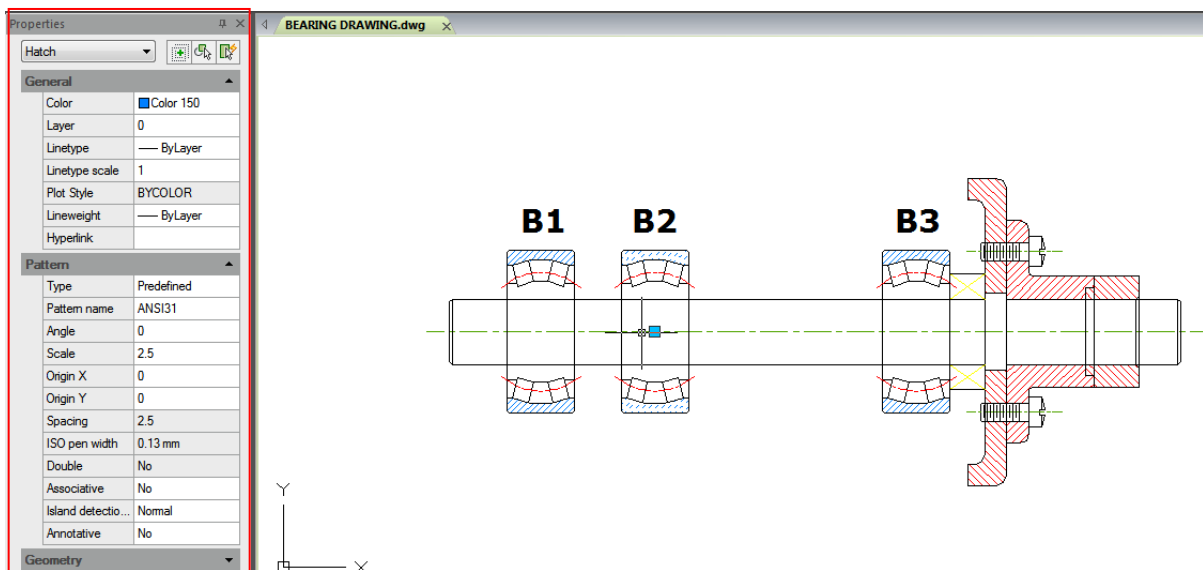 Properties
BEARING DRAWING.dwg
Hatch
General
Color Color 150
Layer 0
Linetype ByLayer
Linetype scale 1
Plot Style BYCOLOR
Lineweight ByLayer
Hyperlink
Pattern
Type Predefined
Pattern name ANSI31
Angle 0
Scale 2.5
Origin X 0
Origin Y 0
Spacing 2.5
ISO pen width 0.13 mm
Double No
Associative No
Island detectio... Normal
Annotative No
Geometry
B1 B2 B3
Y
X